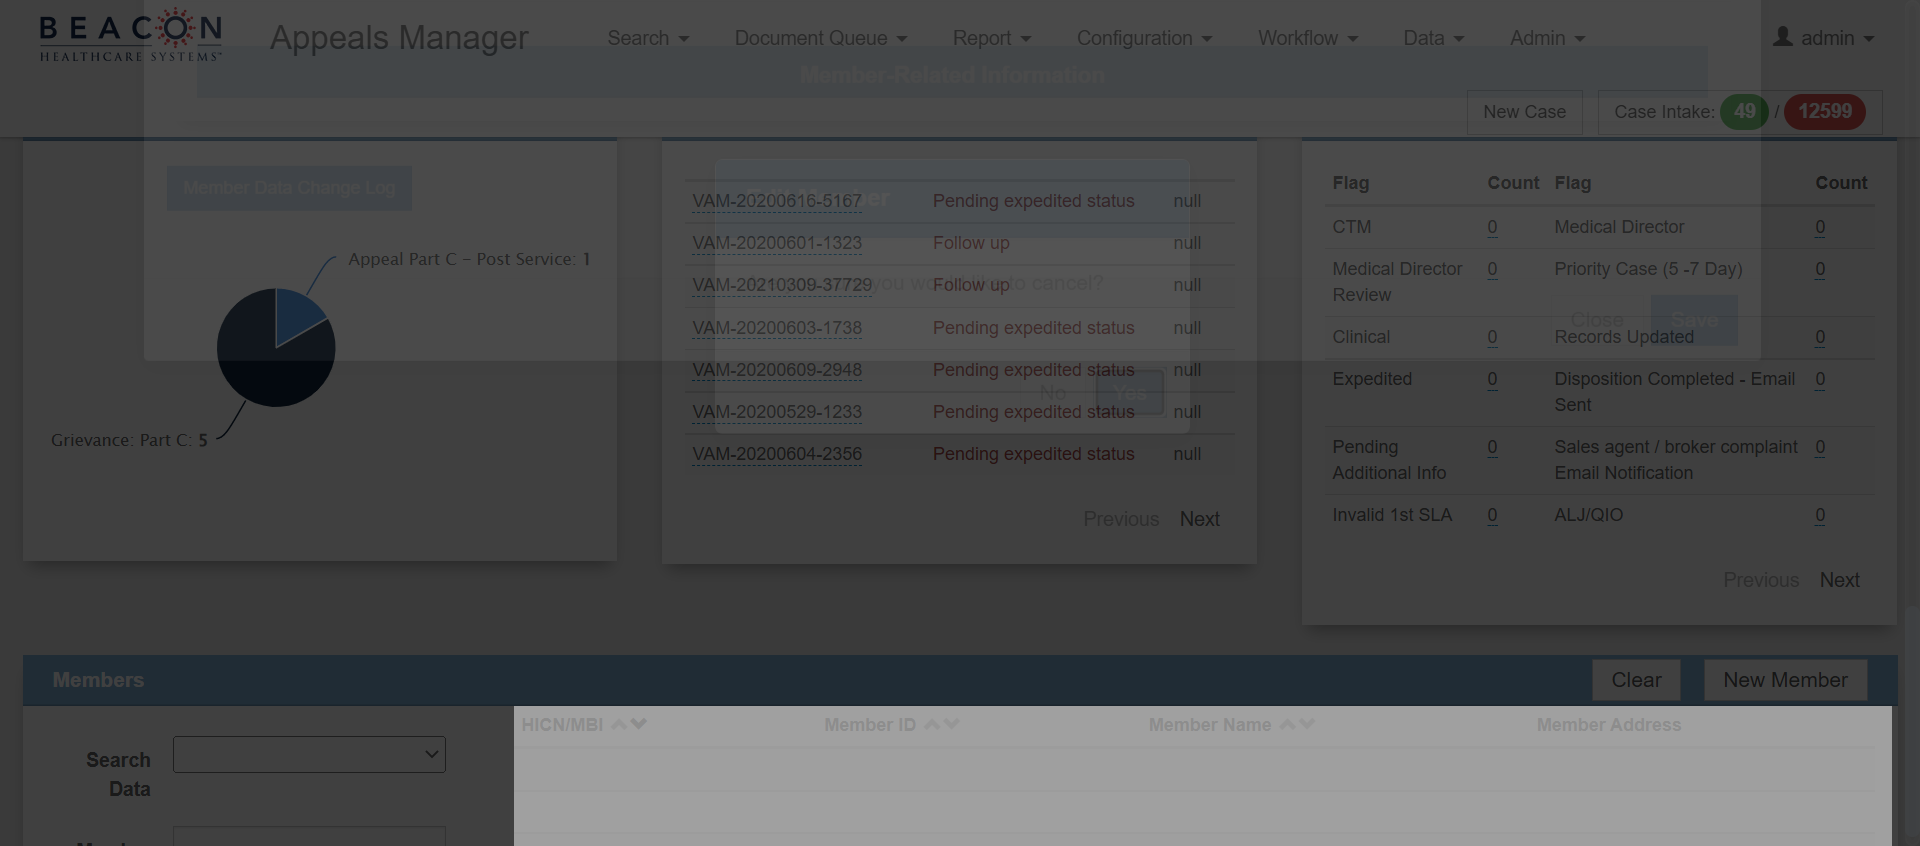 BEACON
HEALTHCARE SYSTEMS
Appeals Manager
Search
Document Queue
Report
Configuration
Workflow
Data
Admin
admin
Member-Related Information
New Case
Case Intake: 49 / 12599
Member Data Change Log
Appeal Part C - Post Service: 1
Grievance: Part C: 5
VAM-20200616-5167 Pending expedited status null
VAM-20200601-1323 Follow up null
VAM-20210309-37729 Follow up null
VAM-20200603-1738 Pending expedited status null
VAM-20200609-2948 Pending expedited status null
VAM-20200529-1233 Pending expedited status null
VAM-20200604-2356 Pending expedited status null
Previous Next
you would like to cancel?
No Yes
Flag Count Flag Count
CTM 0 Medical Director 0
Medical Director Review 0 Priority Case (5 -7 Day) 0
Clinical 0 Records Updated 0
Expedited 0 Disposition Completed - Email Sent 0
Pending Additional Info 0 Sales agent / broker complaint Email Notification 0
Invalid 1st SLA 0 ALJ/QIO 0
Close Save
Previous Next
Members
Clear
New Member
Search Data
HICN/MBI Member ID Member Name Member Address